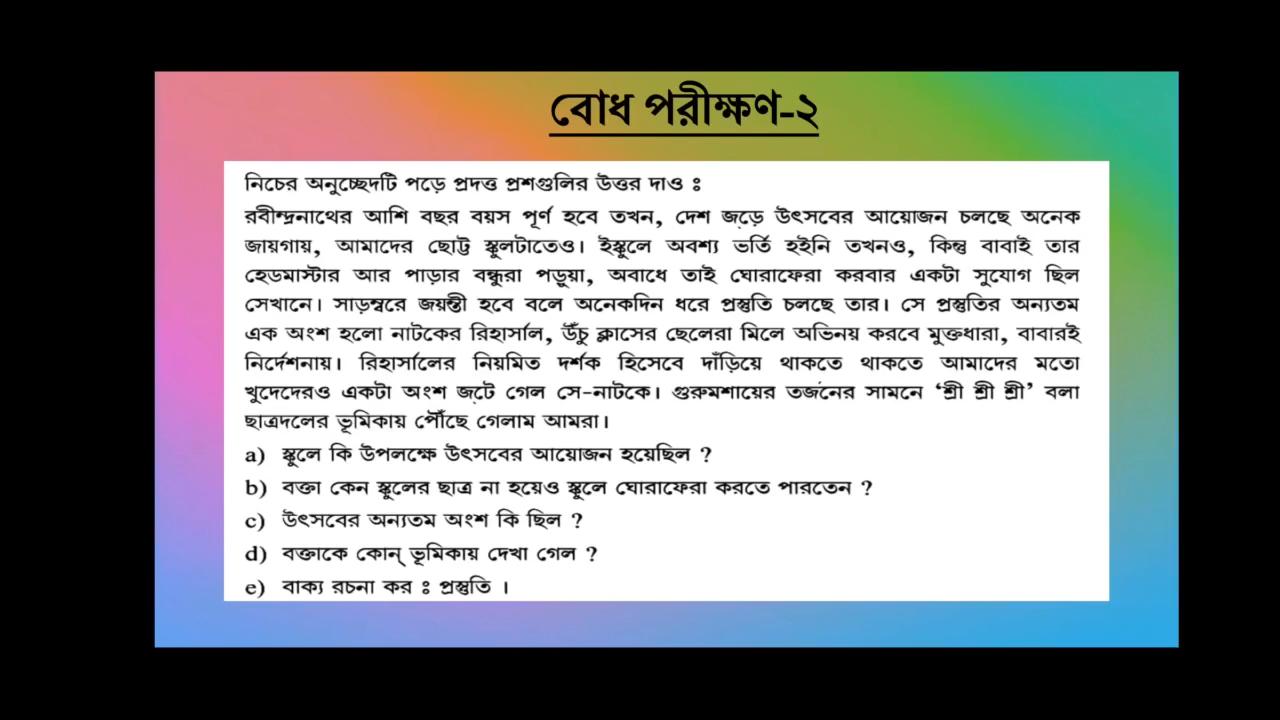 বোধ পরীক্ষণ-২
নিচের অনুচ্ছেদটি পড়ে প্রদত্ত প্রশগুলির উত্তর দাও ঃ
রবীন্দ্রনাথের আশি বছর বয়স পূর্ণ হবে তখন, দেশ জুড়ে উৎসবের আয়োজন চলছে অনেক
জায়গায়, আমাদের ছোট্ট স্কুলটাতেও। ইস্কুলে অবশ্য ভর্তি হইনি তখনও, কিন্তু বাবাই তার
হেডমাস্টার আর পাড়ার বন্ধুরা পড়ুয়া, অবাধে তাই ঘোরাফেরা করবার একটা সুযোগ ছিল
সেখানে। সাড়ম্বরে জয়ন্তী হবে বলে অনেকদিন ধরে প্রস্তুতি চলছে তার। সে প্রস্তুতির অন্যতম
এক অংশ হলো নাটকের রিহার্সাল, উঁচু ক্লাসের ছেলেরা মিলে অভিনয় করবে মুক্তধারা, বাবারই
নির্দেশনায়। রিহার্সালের নিয়মিত দর্শক হিসেবে দাঁড়িয়ে থাকতে থাকতে আমাদের মতো
খুদেদেরও একটা অংশ জুটে গেল সে-নাটকে। গুরুমশায়ের তর্জনের সামনে ‘শ্রী শ্রী শ্রী’ বলা
ছাত্রদলের ভূমিকায় পৌঁছে গেলাম আমরা।
a) স্কুলে কি উপলক্ষে উৎসবের আয়োজন হয়েছিল ?
b) বক্তা কেন স্কুলের ছাত্র না হয়েও স্কুলে ঘোরাফেরা করতে পারতেন ?
c) উৎসবের অন্যতম অংশ কি ছিল ?
d) বক্তাকে কোন্ ভূমিকায় দেখা গেল ?
e) বাক্য রচনা কর ঃ প্রস্তুতি ।